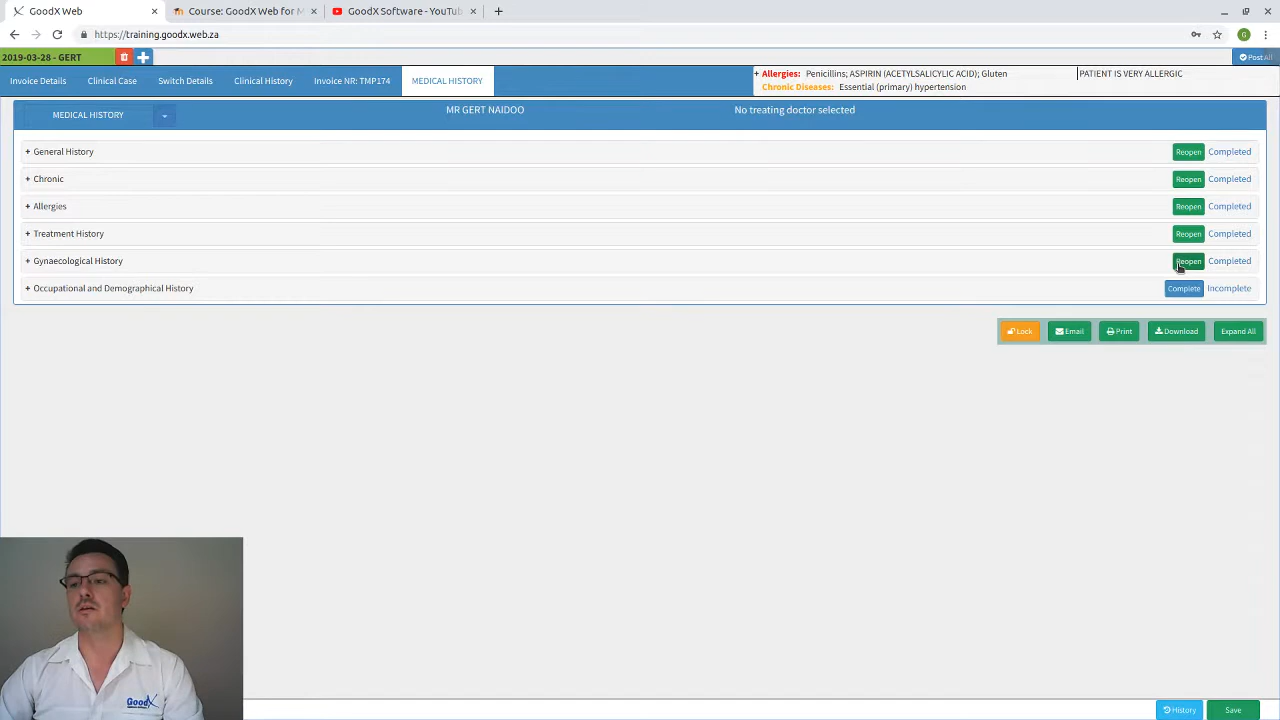 GoodX Web
Course: GoodX Web for M
GoodX Software - YouTu
https://training.goodx.web.za
G
2019-03-28 - GERT
Post All
Invoice Details
Clinical Case
Switch Details
Clinical History
Invoice NR: TMP174
MEDICAL HISTORY
+ Allergies: Penicillins; ASPIRIN (ACETYLSALICYLIC ACID); Gluten
PATIENT IS VERY ALLERGIC
Chronic Diseases: Essential (primary) hypertension
MEDICAL HISTORY
MR GERT NAIDOO
No treating doctor selected
+ General History
Reopen Completed
+ Chronic
Reopen Completed
+ Allergies
Reopen Completed
+ Treatment History
Reopen Completed
+ Gynaecological History
Reopen Completed
+ Occupational and Demographical History
Complete Incomplete
Lock
Email
Print
Download
Expand All
GoodX
History
Save